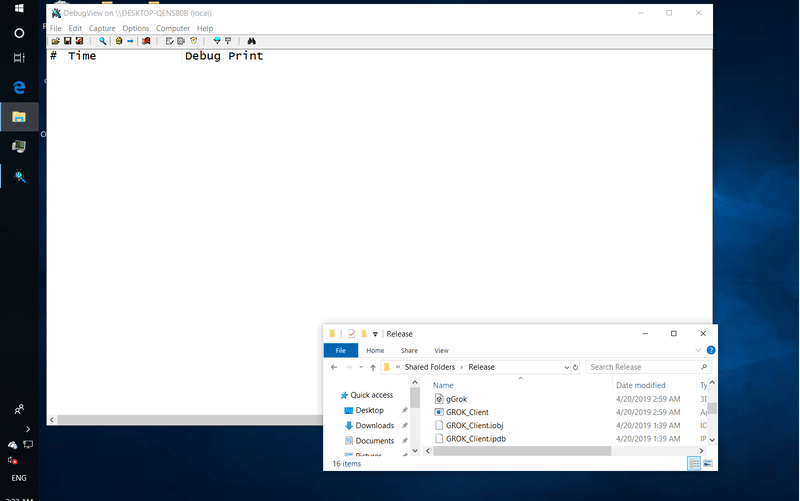 DebugView on \\DESKTOP-QENS80B (local)
File Edit Capture Options Computer Help
# Time Debug Print
Release
File Home Share View
« Shared Folders › Release
Search Release
Name Date modified
Quick access
Desktop
Downloads
Documents
Pictures
gGrok 4/20/2019 2:59 AM 3D
GROK_Client 4/20/2019 2:59 AM
GROK_Client.iobj 4/20/2019 1:39 AM
GROK_Client.ipdb 4/20/2019 1:39 AM IP
16 items
ENG